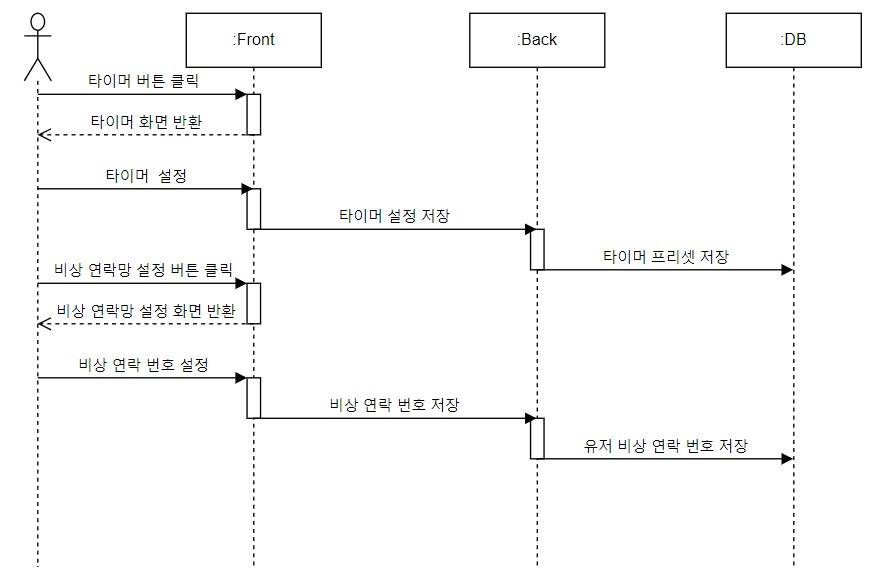 :Front
:Back
:DB
타이머 버튼 클릭
타이머 화면 반환
타이머 설정
타이머 설정 저장
타이머 프리셋 저장
비상 연락망 설정 버튼 클릭
비상 연락망 설정 화면 반환
비상 연락 번호 설정
비상 연락 번호 저장
유저 비상 연락 번호 저장